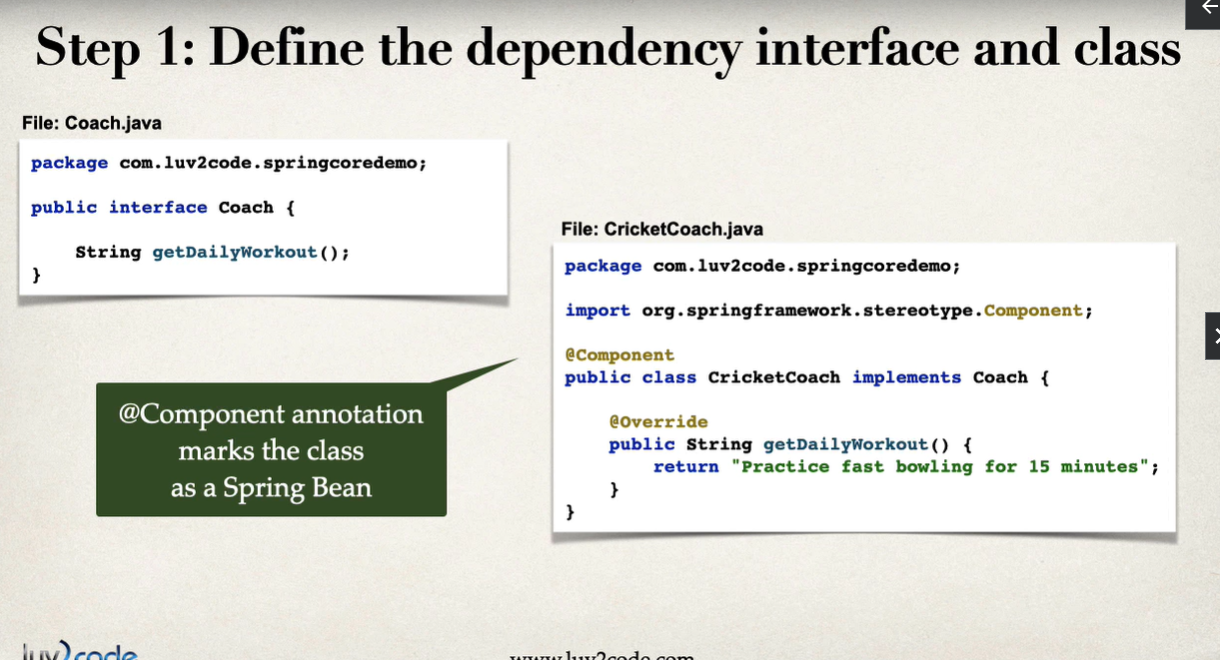 Step 1: Define the dependency interface and class
File: Coach.java
package com.luv2code.springcoredemo;
public interface Coach {
String getDailyWorkout();
}
File: CricketCoach.java
package com.luv2code.springcoredemo;
import org.springframework.stereotype.Component;
@Component
public class CricketCoach implements Coach {
@Override
public String getDailyWorkout() {
return "Practice fast bowling for 15 minutes";
}
}
@Component annotation
marks the class
as a Spring Bean
luv2code
www.luv2code.com